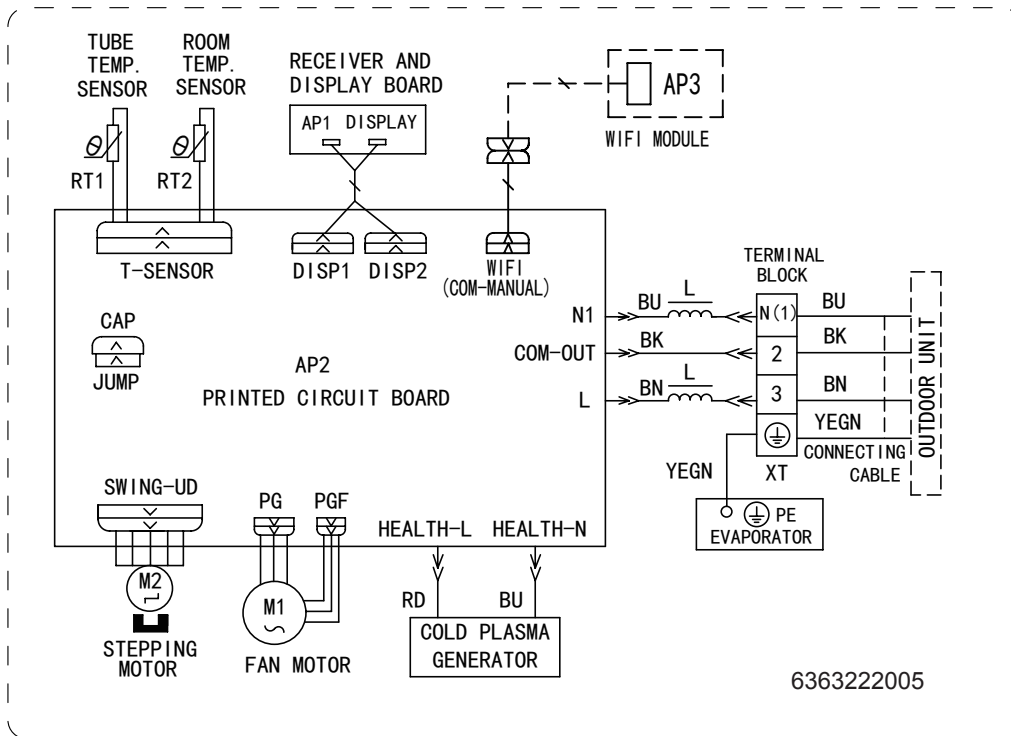 TUBE
TEMP.
SENSOR
ROOM
TEMP.
SENSOR
RECEIVER AND
DISPLAY BOARD
AP1 DISPLAY
AP3
WIFI MODULE
θ
RT1
θ
RT2
T-SENSOR
DISP1
DISP2
WIFI
(COM-MANUAL)
CAP
JUMP
AP2
PRINTED CIRCUIT BOARD
N1
COM-OUT
L
BU
L
BK
BN
L
TERMINAL
BLOCK
N(1)
2
3
XT
BU
BK
BN
YEGN
CONNECTING
CABLE
OUTDOOR UNIT
YEGN
PE
EVAPORATOR
SWING-UD
M2
STEPPING
MOTOR
PG
PGF
M1
FAN MOTOR
HEALTH-L
HEALTH-N
RD
BU
COLD PLASMA
GENERATOR
6363222005